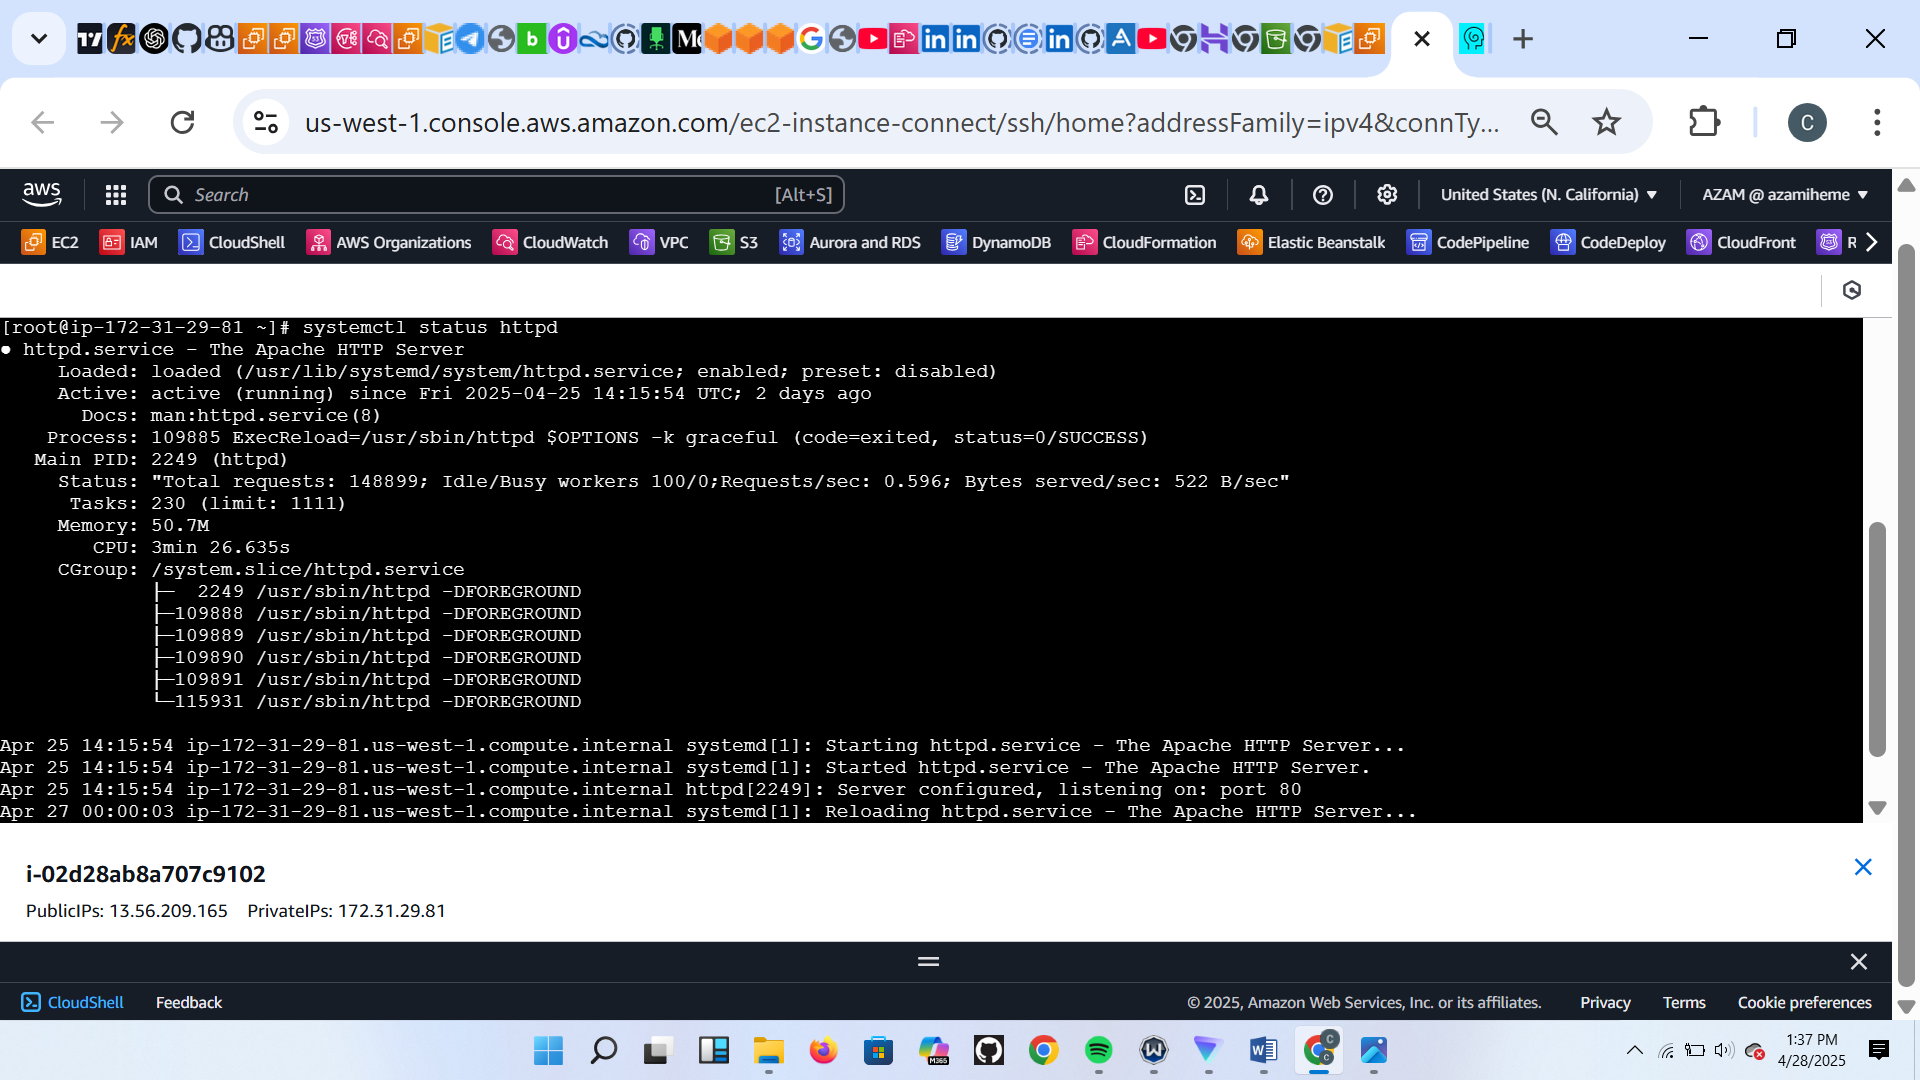 us-west-1.console.aws.amazon.com/ec2-instance-connect/ssh/home?addressFamily=ipv4&connTy...
C
aws
Search
[Alt+S]
United States (N. California)
AZAM @ azamiheme
EC2
IAM
CloudShell
AWS Organizations
CloudWatch
VPC
S3
Aurora and RDS
DynamoDB
CloudFormation
Elastic Beanstalk
CodePipeline
CodeDeploy
CloudFront
R
[root@ip-172-31-29-81 ~]# systemctl status httpd
● httpd.service - The Apache HTTP Server
Loaded: loaded (/usr/lib/systemd/system/httpd.service; enabled; preset: disabled)
Active: active (running) since Fri 2025-04-25 14:15:54 UTC; 2 days ago
Docs: man:httpd.service(8)
Process: 109885 ExecReload=/usr/sbin/httpd $OPTIONS -k graceful (code=exited, status=0/SUCCESS)
Main PID: 2249 (httpd)
Status: "Total requests: 148899; Idle/Busy workers 100/0;Requests/sec: 0.596; Bytes served/sec: 522 B/sec"
Tasks: 230 (limit: 1111)
Memory: 50.7M
CPU: 3min 26.635s
CGroup: /system.slice/httpd.service
├─  2249 /usr/sbin/httpd -DFOREGROUND
├─109888 /usr/sbin/httpd -DFOREGROUND
├─109889 /usr/sbin/httpd -DFOREGROUND
├─109890 /usr/sbin/httpd -DFOREGROUND
├─109891 /usr/sbin/httpd -DFOREGROUND
└─115931 /usr/sbin/httpd -DFOREGROUND
Apr 25 14:15:54 ip-172-31-29-81.us-west-1.compute.internal systemd[1]: Starting httpd.service - The Apache HTTP Server...
Apr 25 14:15:54 ip-172-31-29-81.us-west-1.compute.internal systemd[1]: Started httpd.service - The Apache HTTP Server.
Apr 25 14:15:54 ip-172-31-29-81.us-west-1.compute.internal httpd[2249]: Server configured, listening on: port 80
Apr 27 00:00:03 ip-172-31-29-81.us-west-1.compute.internal systemd[1]: Reloading httpd.service - The Apache HTTP Server...
i-02d28ab8a707c9102
PublicIPs: 13.56.209.165    PrivateIPs: 172.31.29.81
CloudShell
Feedback
© 2025, Amazon Web Services, Inc. or its affiliates.
Privacy
Terms
Cookie preferences
1:37 PM
4/28/2025